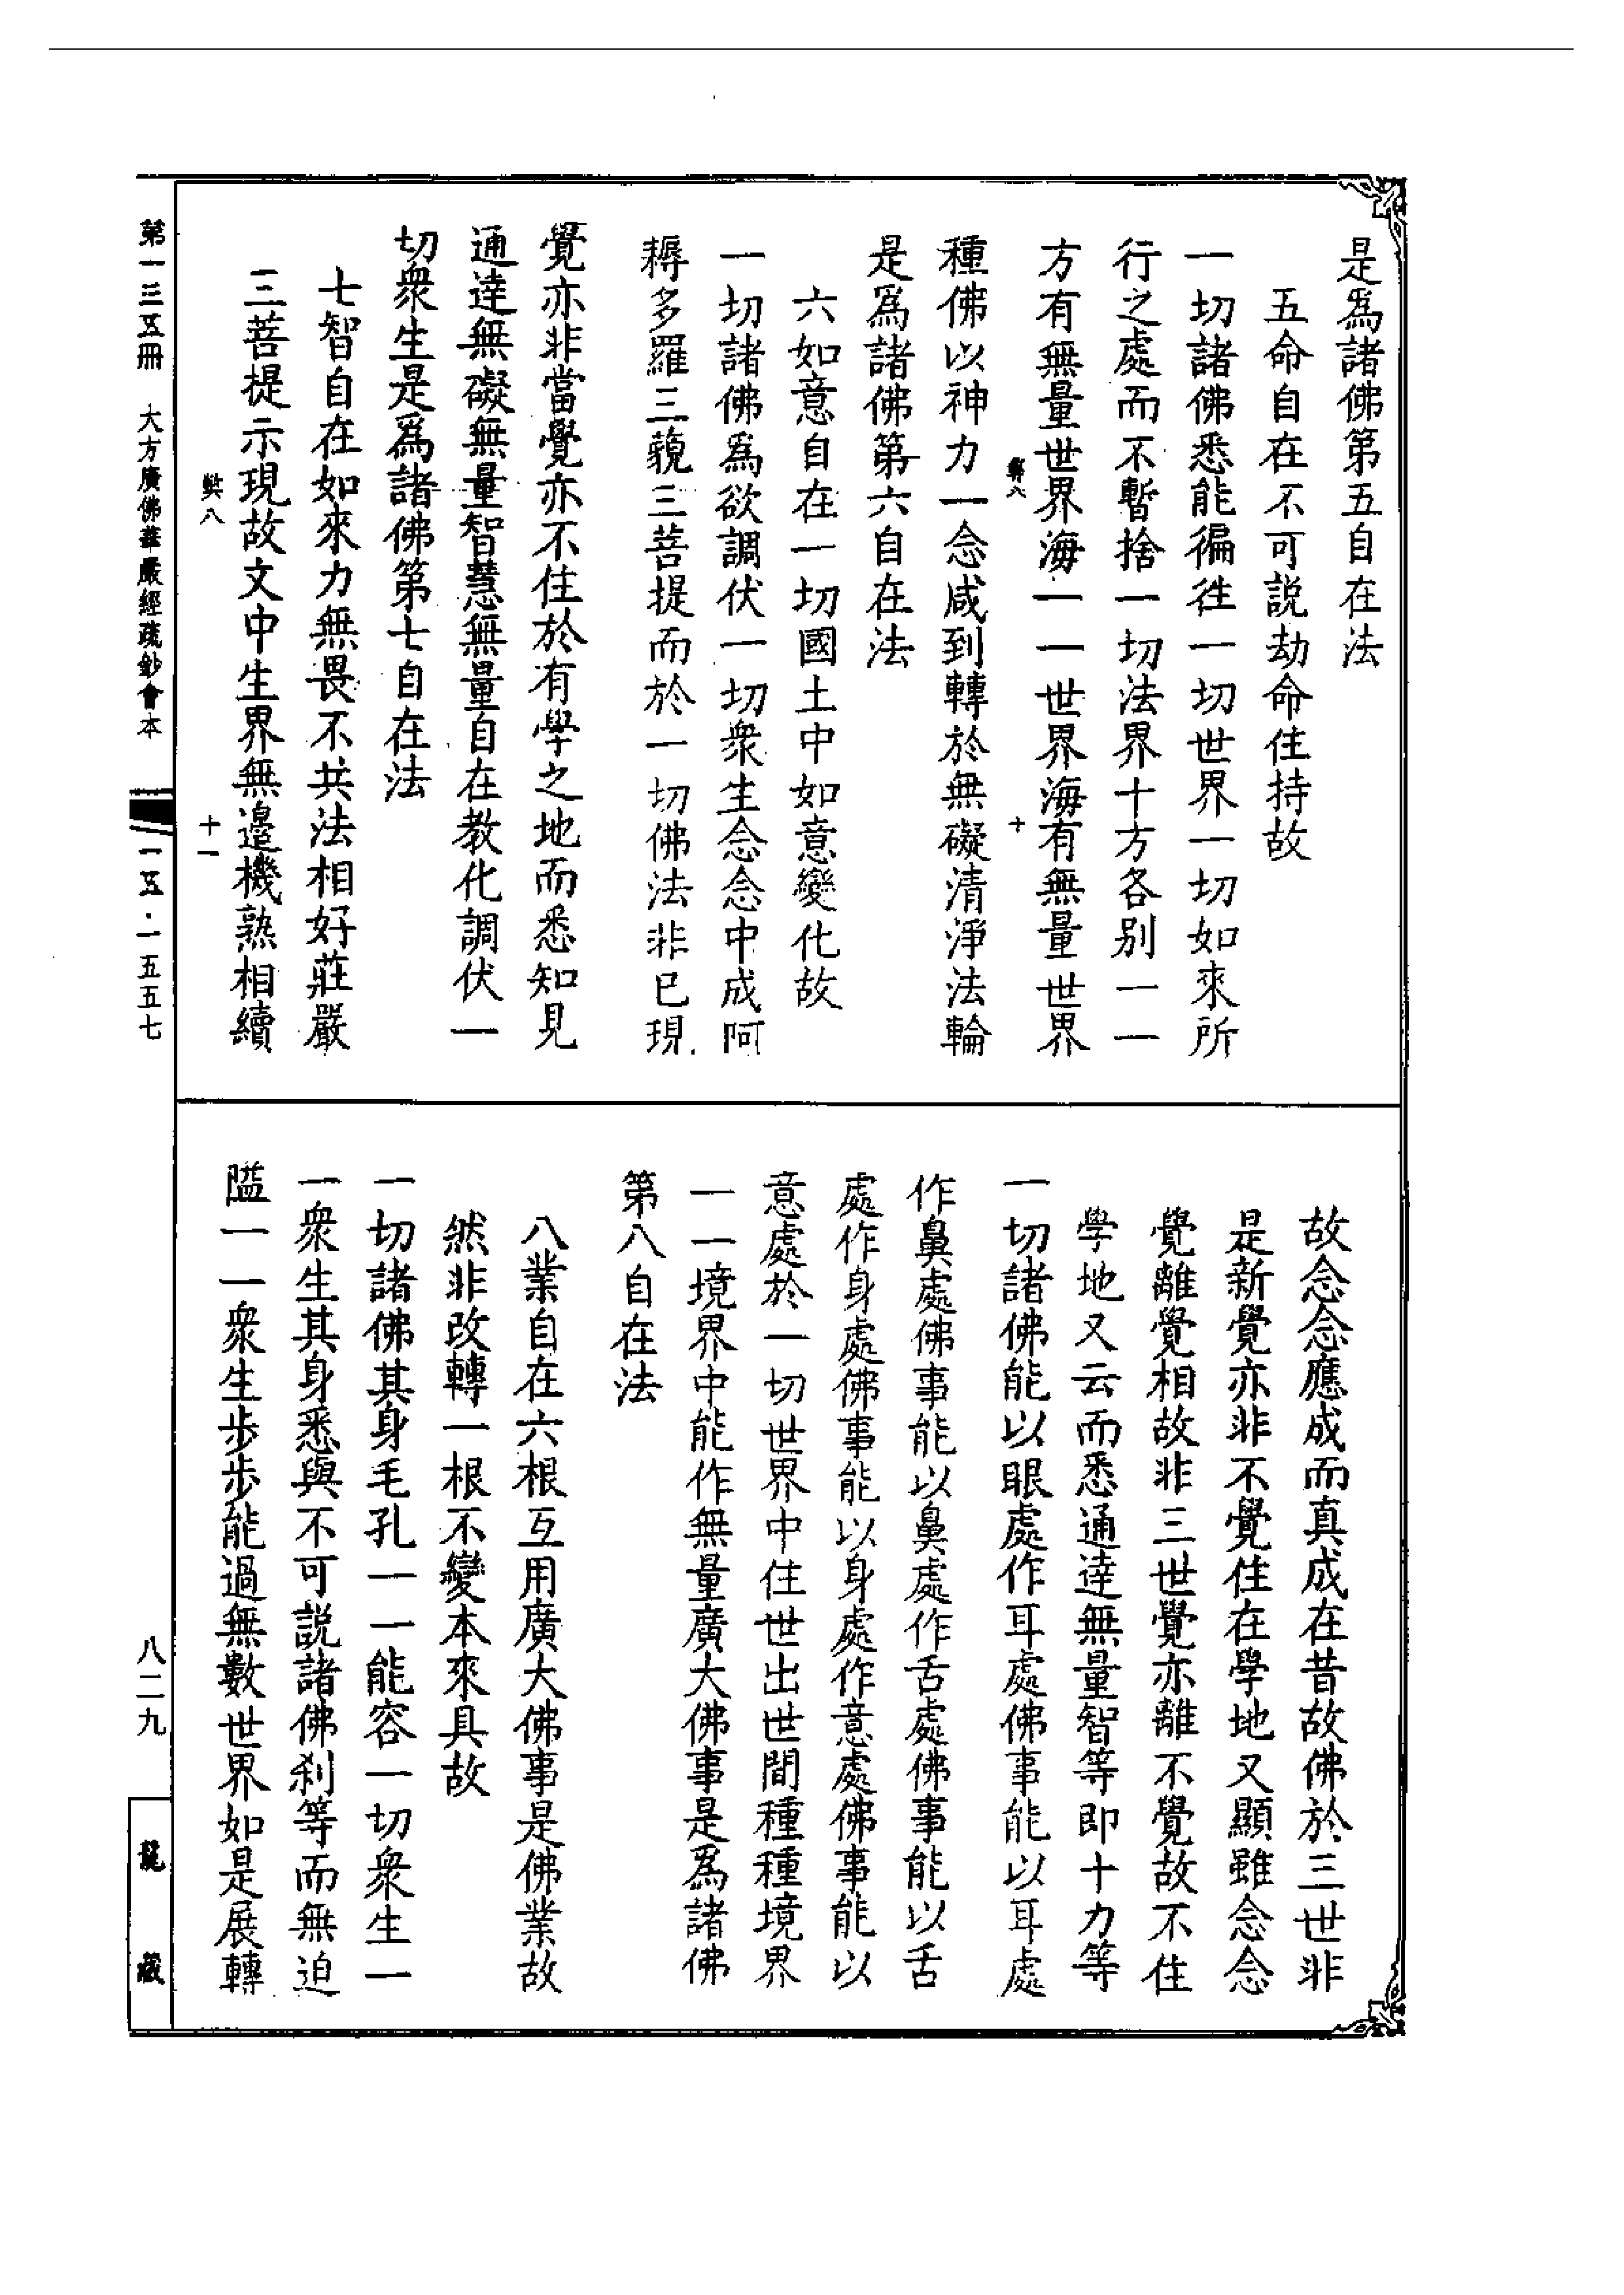 是爲諸佛第五自在法
五命自在不可説劫命住持故
一切諸佛悉能徧徃一切世界一切如來所
行之處而不暫捨一切法界十方各别一一
方有無量世界海一一世界海有無量世界
種佛以神力一念咸到轉於無礙清淨法輪
是爲諸佛第六自在法
六如意自在一切國土中如意變化故
一切諸佛爲欲調伏一切衆生念念中成阿
耨多羅三藐三菩提而於一切佛法非已現
覺亦非當覺亦不住於有學之地而悉知見
通達無礙無量智慧無量自在教化調伏一
切衆生是爲諸佛第七自在法
七智自在如來力無畏不共法相好莊嚴
三菩提示現故文中生界無邉機熟相續
八
十
弊八
十一
故念念應成而真成在昔故佛於三世非
是新覺亦非不覺住在學地又顯雖念念
覺離覺相故非三世覺亦離不覺故不住
學地又云而悉通達無量智等即十力等
一切諸佛能以眼處作耳處佛事能以耳處
作鼻處佛事能以鼻處作舌處佛事能以舌
處作身處佛事能以身處作意處佛事能以
意處於一切世界中住世出世間種種境界
一一境界中能作無量廣大佛事是爲諸佛
第八自在法
八業自在六根互用廣大佛事是佛業故
然非改轉一根不變本來具故
一切諸佛其身毛孔一一能容一切衆生一
一衆生其身悉與不可説諸佛刹等而無迫
隘一一衆生步步能過無數世界如是展轉
第一三五冊　大方廣佛華嚴經疏鈔會本
一五·一五五七
八二九
龍藏